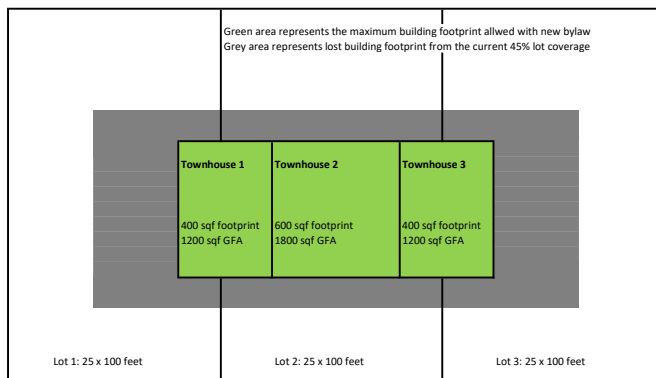 Green area represents the maximum building footprint allwed with new bylaw
Grey area represents lost building footprint from the current 45% lot coverage
Townhouse 1
Townhouse 2
Townhouse 3
400 sqf footprint
1200 sqf GFA
600 sqf footprint
1800 sqf GFA
400 sqf footprint
1200 sqf GFA
Lot 1: 25 x 100 feet
Lot 2: 25 x 100 feet
Lot 3: 25 x 100 feet